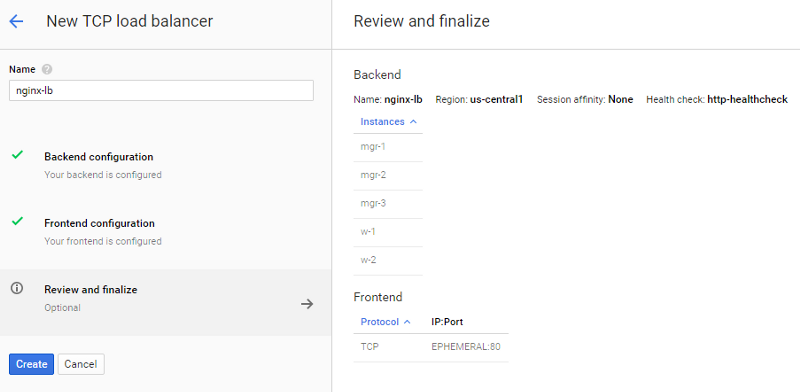 New TCP load balancer
Name ?
nginx-lb
Backend configuration
Your backend is configured
Frontend configuration
Your frontend is configured
Review and finalize
Optional
Create Cancel
Review and finalize
Backend
Name: nginx-lb Region: us-central1 Session affinity: None Health check: http-healthcheck
Instances
mgr-1
mgr-2
mgr-3
w-1
w-2
Frontend
Protocol IP:Port
TCP EPHEMERAL:80